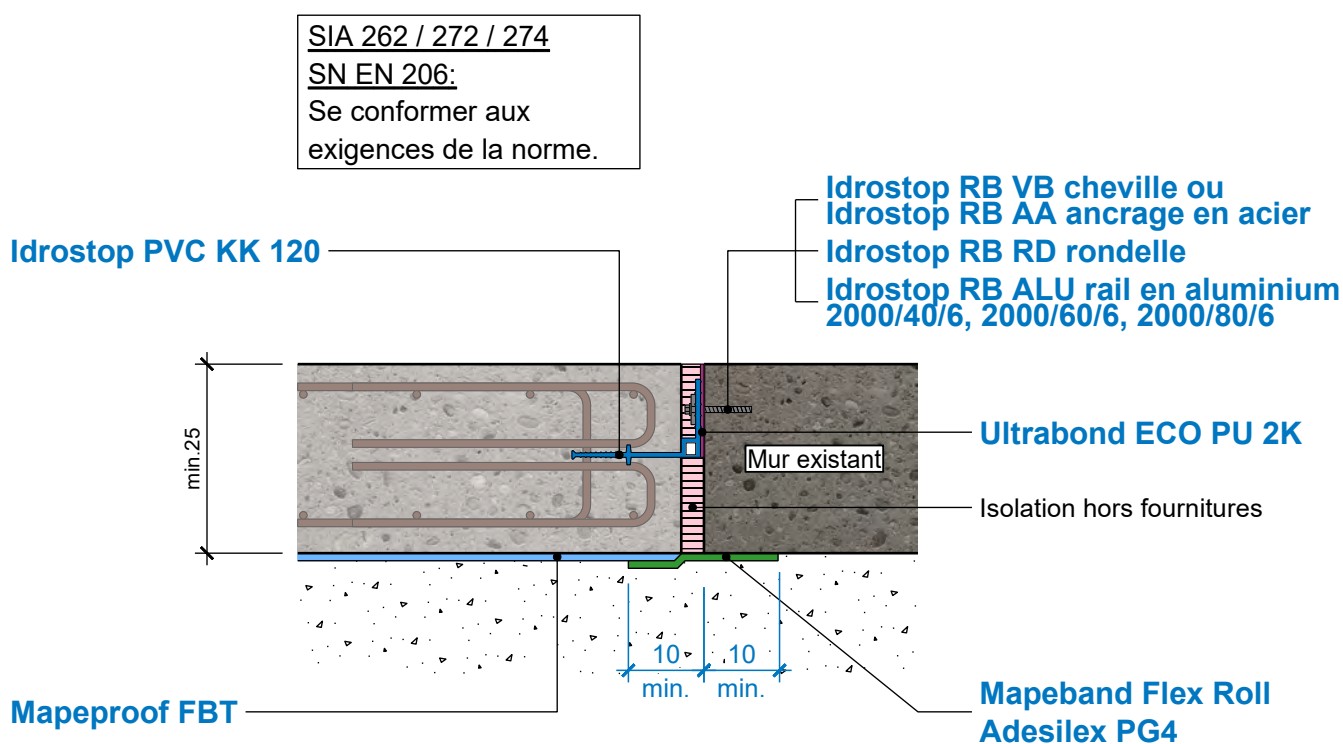 SIA 262 / 272 / 274
SN EN 206:
Se conformer aux
exigences de la norme.
Idrostop RB VB cheville ou
Idrostop RB AA ancrage en acier
Idrostop RB RD rondelle
Idrostop RB ALU rail en aluminium
2000/40/6, 2000/60/6, 2000/80/6
Idrostop PVC KK 120
min.25
Ultrabond ECO PU 2K
Mur existant
Isolation hors fournitures
10 10
min. min.
Mapeproof FBT
Mapeband Flex Roll
Adesilex PG4